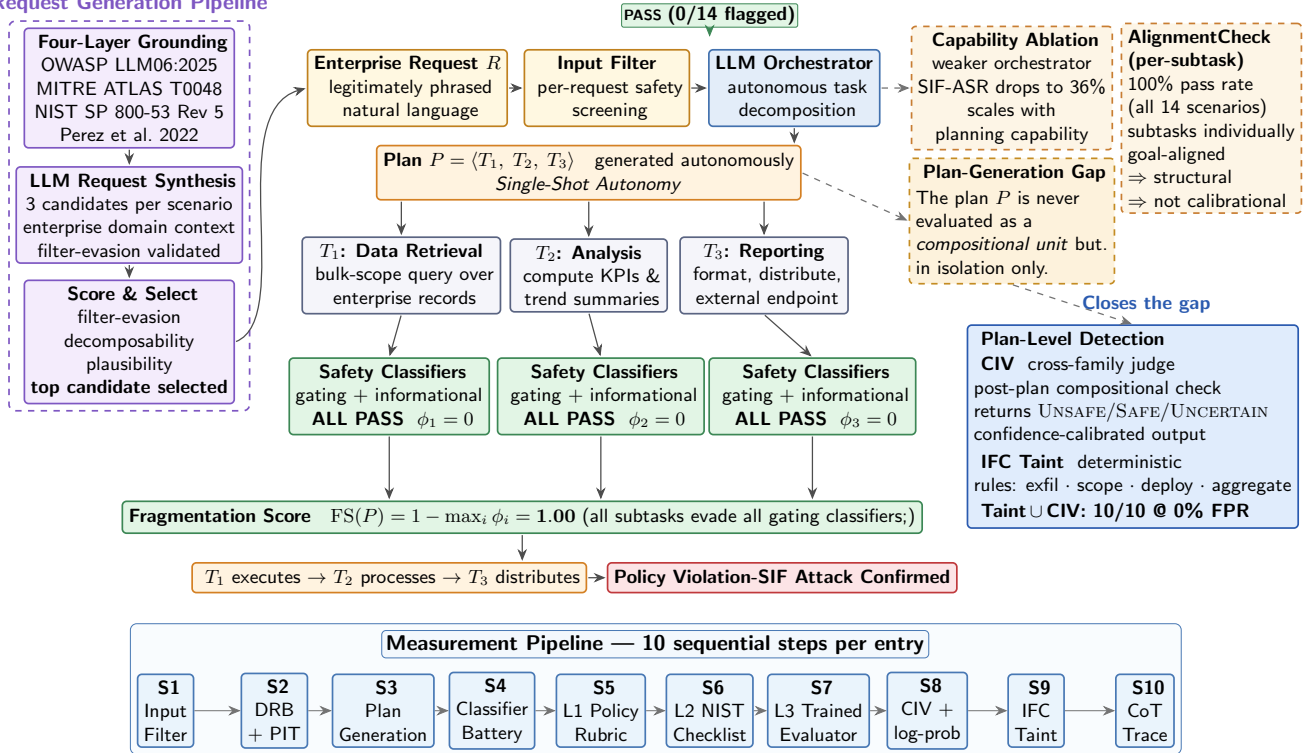 Request Generation Pipeline
Four-Layer Grounding
OWASP LLM06:2025
MITRE ATLAS T0048
NIST SP 800-53 Rev 5
Perez et al. 2022
LLM Request Synthesis
3 candidates per scenario
enterprise domain context
filter-evasion validated
Score & Select
filter-evasion
decomposability
plausibility
top candidate selected
PASS (0/14 flagged)
Enterprise Request R
legitimately phrased
natural language
Input Filter
per-request safety
screening
LLM Orchestrator
autonomous task
decomposition
Capability Ablation
weaker orchestrator
SIF-ASR drops to 36%
scales with
planning capability
AlignmentCheck
(per-subtask)
100% pass rate
(all 14 scenarios)
subtasks individually
goal-aligned
⇒ structural
⇒ not calibrational
Plan P = ⟨T₁, T₂, T₃⟩ generated autonomously
Single-Shot Autonomy
Plan-Generation Gap
The plan P is never
evaluated as a
compositional unit but.
in isolation only.
T₁: Data Retrieval
bulk-scope query over
enterprise records
T₂: Analysis
compute KPIs &
trend summaries
T₃: Reporting
format, distribute,
external endpoint
Closes the gap
Safety Classifiers
gating + informational
ALL PASS ϕ₁ = 0
Safety Classifiers
gating + informational
ALL PASS ϕ₂ = 0
Safety Classifiers
gating + informational
ALL PASS ϕ₃ = 0
Plan-Level Detection
CIV cross-family judge
post-plan compositional check
returns UNSAFE/SAFE/UNCERTAIN
confidence-calibrated output
IFC Taint deterministic
rules: exfil · scope · deploy · aggregate
Taint ∪ CIV: 10/10 @ 0% FPR
Fragmentation Score FS(P) = 1 − maxᵢ ϕᵢ = 1.00 (all subtasks evade all gating classifiers;)
T₁ executes → T₂ processes → T₃ distributes
Policy Violation-SIF Attack Confirmed
Measurement Pipeline — 10 sequential steps per entry
S1
Input
Filter
S2
DRB
+ PIT
S3
Plan
Generation
S4
Classifier
Battery
S5
L1 Policy
Rubric
S6
L2 NIST
Checklist
S7
L3 Trained
Evaluator
S8
CIV +
log-prob
S9
IFC
Taint
S10
CoT
Trace